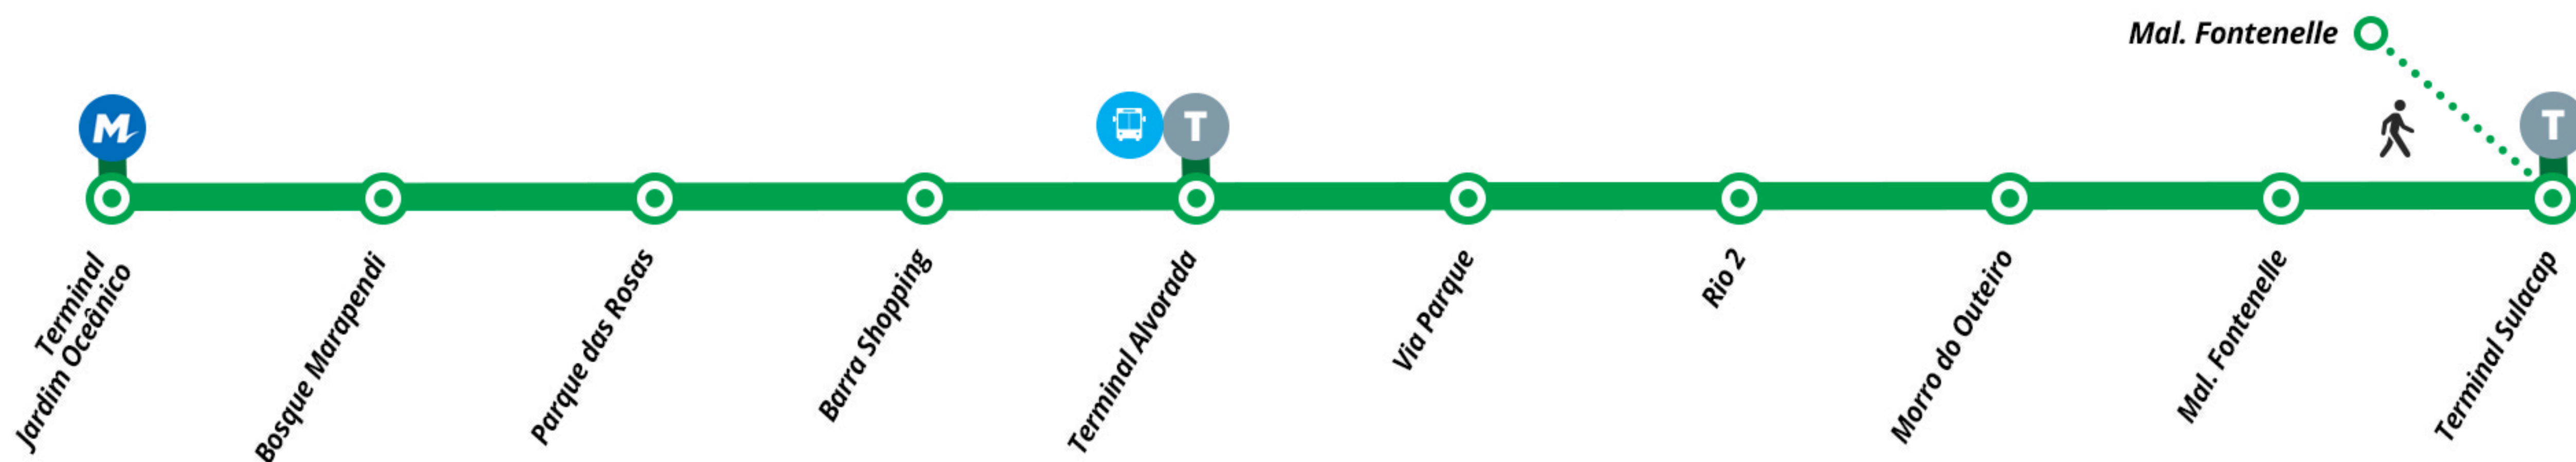 Mal. Fontenelle
M
T
T
Terminal
Jardim Oceânico
Bosque Marapendi
Parque das Rosas
Barra Shopping
Terminal Alvorada
Via Parque
Rio 2
Morro do Outeiro
Mal. Fontenelle
Terminal Sulacap